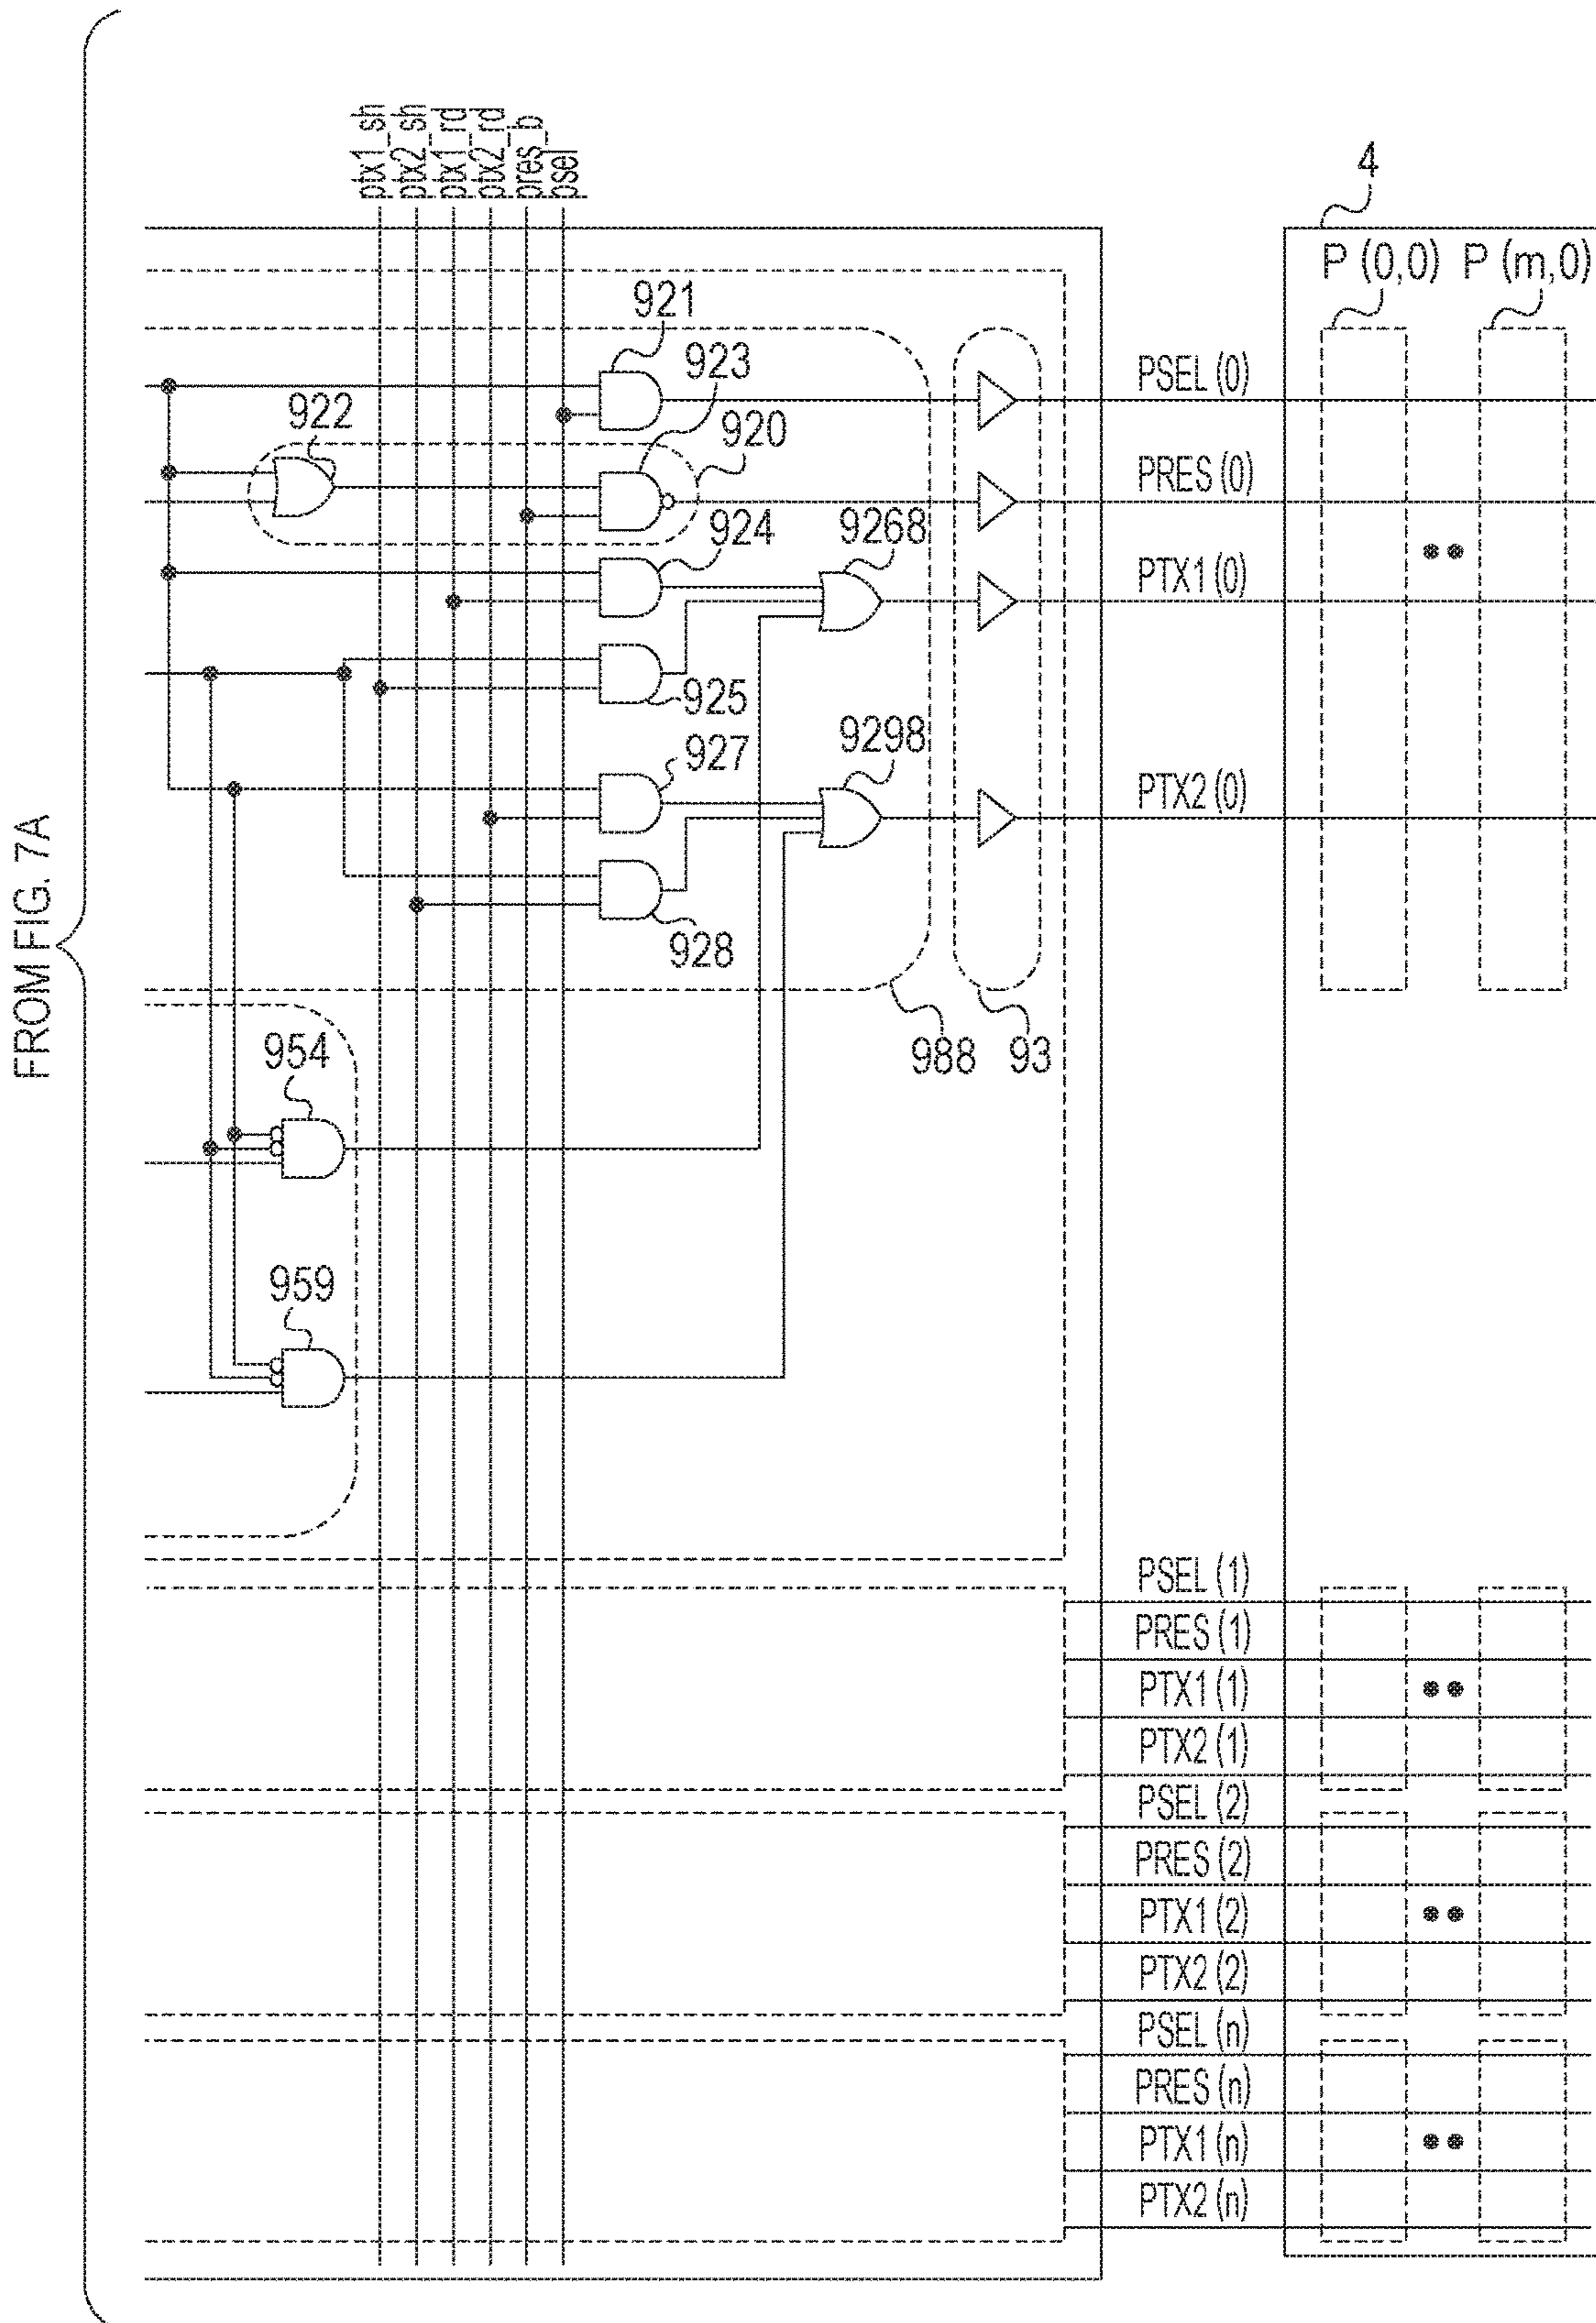 FROM FIG. 7A
ptx1_sh
ptx2_sh
ptx1_rd
ptx2_rd
pres_b
psel
4
P (0,0) P (m,0)
921
923
922
920
924
9268
925
927
9298
928
988
93
954
959
PSEL (0)
PRES (0)
PTX1 (0)
PTX2 (0)
PSEL (1)
PRES (1)
PTX1 (1)
PTX2 (1)
PSEL (2)
PRES (2)
PTX1 (2)
PTX2 (2)
PSEL (n)
PRES (n)
PTX1 (n)
PTX2 (n)